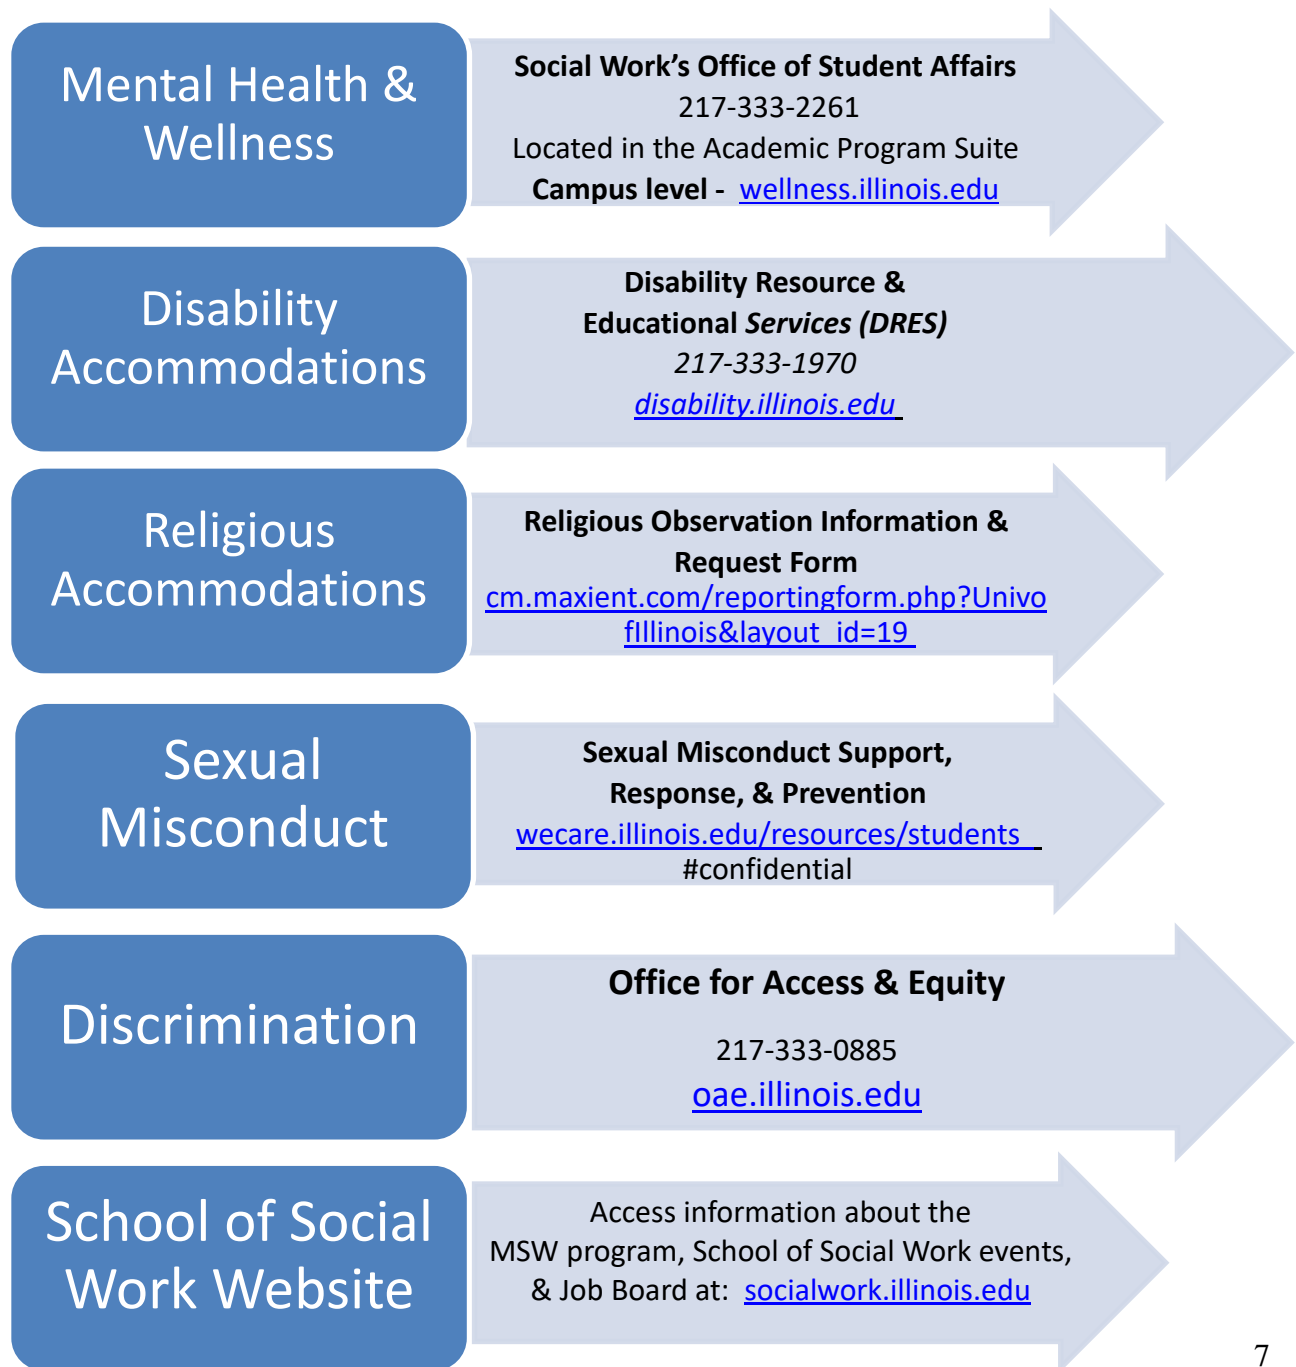 Mental Health &
Wellness
Social Work's Office of Student Affairs
217-333-2261
Located in the Academic Program Suite
Campus level - wellness.illinois.edu
Disability
Accommodations
Disability Resource &
Educational Services (DRES)
217-333-1970
disability.illinois.edu
Religious
Accommodations
Religious Observation Information &
Request Form
cm.maxient.com/reportingform.php?Univo
fIllinois&layout_id=19
Sexual
Misconduct
Sexual Misconduct Support,
Response, & Prevention
wecare.illinois.edu/resources/students_
#confidential
Discrimination
Office for Access & Equity
217-333-0885
oae.illinois.edu
School of Social
Work Website
Access information about the
MSW program, School of Social Work events,
& Job Board at: socialwork.illinois.edu
7